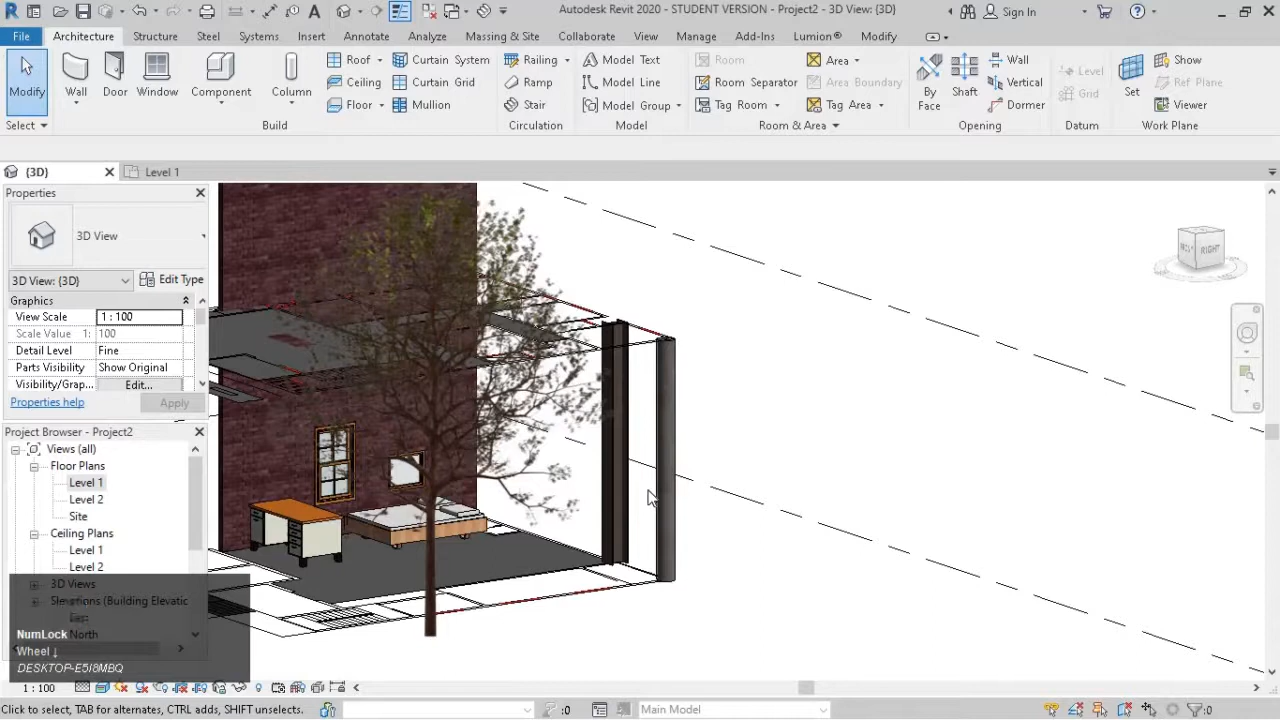 Autodesk Revit 2020 - STUDENT VERSION - Project2 - 3D View: {3D}
Sign In
File Architecture Structure Steel Systems Insert Annotate Analyze Massing & Site Collaborate View Manage Add-Ins Lumion® Modify
Modify Wall Door Window Component Column
Roof Curtain System
Ceiling Curtain Grid
Floor Mullion
Railing
Ramp
Stair
Model Text
Model Line
Model Group
Room
Room Separator
Tag Room
Area
Area Boundary
Tag Area
By Face Shaft
Wall
Vertical
Dormer
Level
Grid
Set
Show
Ref Plane
Viewer
Select Build Circulation Model Room & Area Opening Datum Work Plane
{3D} Level 1
Properties
3D View
3D View: {3D} Edit Type
Graphics
View Scale 1 : 100
Scale Value 1: 100
Detail Level Fine
Parts Visibility Show Original
Visibility/Grap... Edit...
Properties help Apply
Project Browser - Project2
Views (all)
Floor Plans
Level 1
Level 2
Site
Ceiling Plans
Level 1
Level 2
3D Views
Elevations (Building Elevatic
East
North
NumLock
Wheel ↓
DESKTOP-E5I8MBQ
RIGHT
1 : 100
Click to select, TAB for alternates, CTRL adds, SHIFT unselects.
:0
Main Model
:0